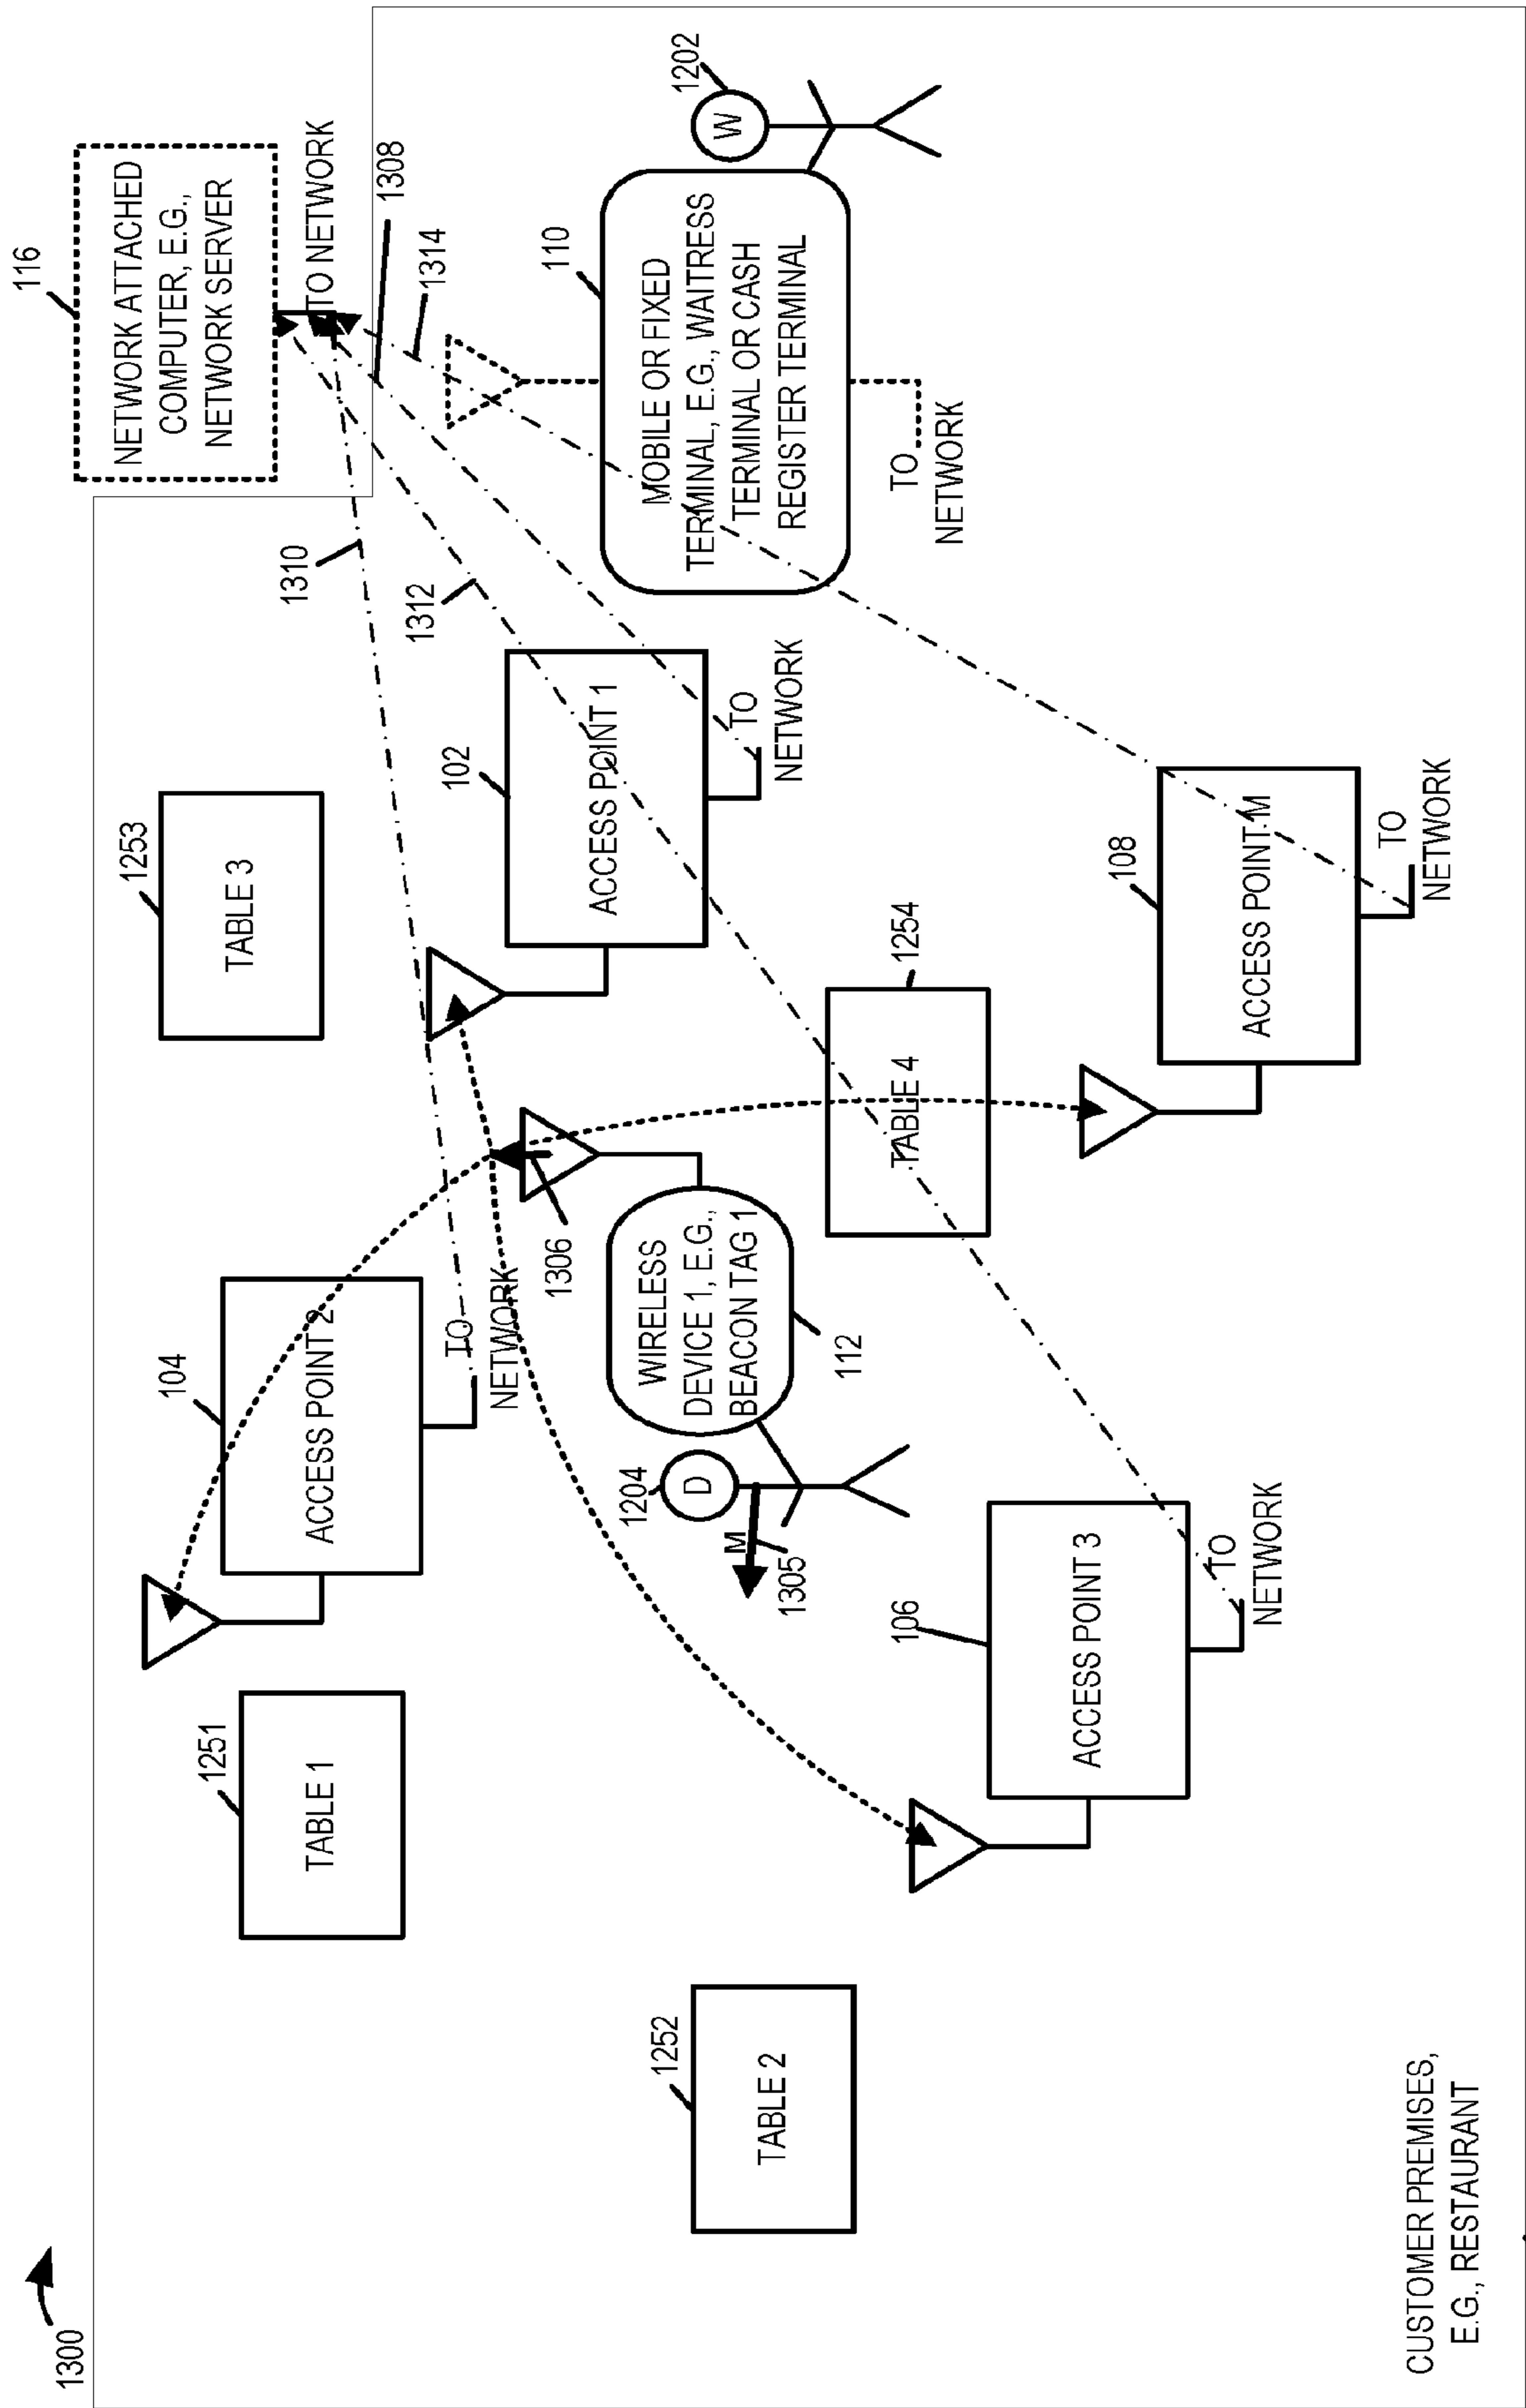 1300
116
NETWORK ATTACHED
COMPUTER, E.G.,
NETWORK SERVER
TO NETWORK
1308
1314
1310
1312
1202
W
110
MOBILE OR FIXED
TERMINAL, E.G., WAITRESS
TERMINAL OR CASH
REGISTER TERMINAL
TO
NETWORK
1253
TABLE 3
102
ACCESS POINT 1
TO
NETWORK
104
ACCESS POINT 2
TO
NETWORK
1251
TABLE 1
1252
TABLE 2
1306
WIRELESS
DEVICE 1, E.G.,
BEACON TAG 1
112
1204
D
M
1305
1254
TABLE 4
106
ACCESS POINT 3
TO
NETWORK
108
ACCESS POINT M
TO
NETWORK
CUSTOMER PREMISES,
E.G., RESTAURANT